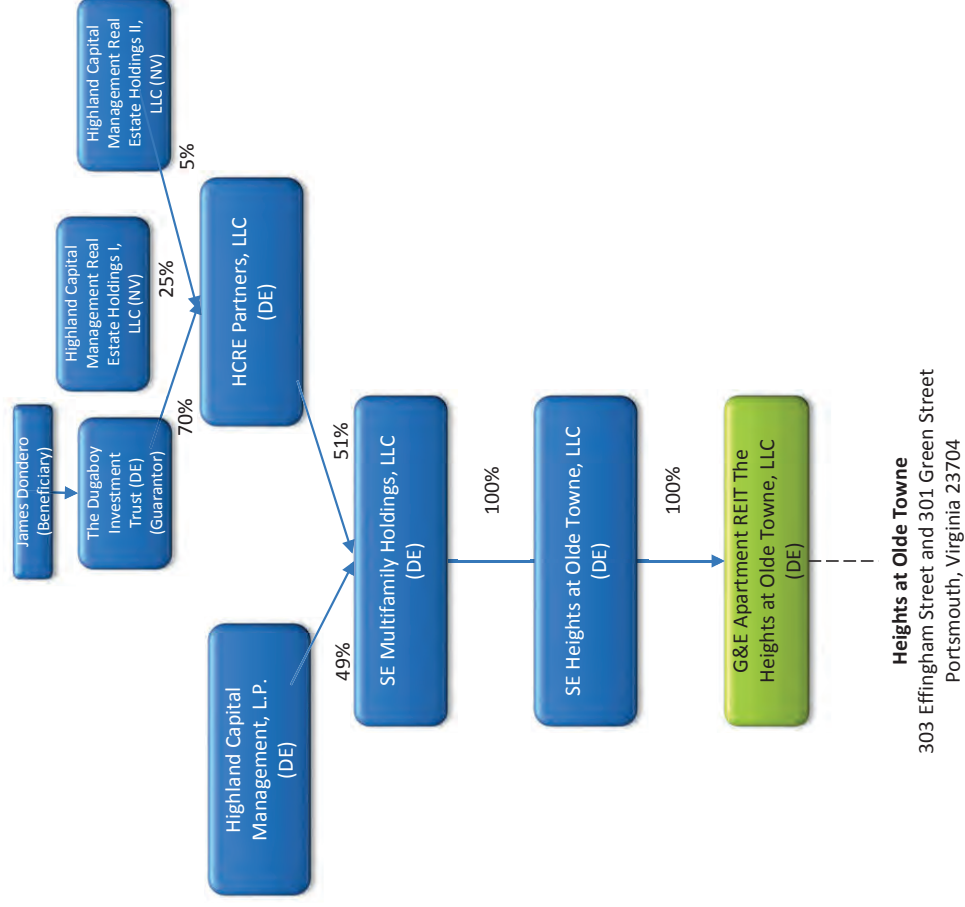 James Dondero
(Beneficiary)
The Dugaboy
Investment
Trust (DE)
(Guarantor)
Highland Capital
Management Real
Estate Holdings I,
LLC (NV)
Highland Capital
Management Real
Estate Holdings II,
LLC (NV)
70%
25%
5%
Highland Capital
Management, L.P.
(DE)
HCRE Partners, LLC
(DE)
49%
51%
SE Multifamily Holdings, LLC
(DE)
100%
SE Heights at Olde Towne, LLC
(DE)
100%
G&E Apartment REIT The
Heights at Olde Towne, LLC
(DE)
Heights at Olde Towne
303 Effingham Street and 301 Green Street
Portsmouth, Virginia 23704